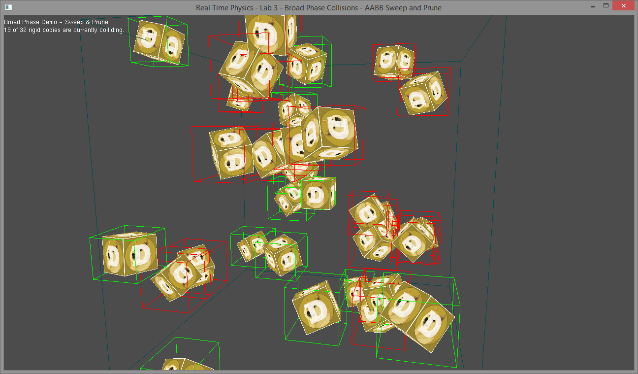 Real Time Physics - Lab 3 - Broad Phase Collisions - AABB Sweep and Prune
Broad Phase Demo - Sweep & Prune
16 of 32 rigid bodies are currently colliding.